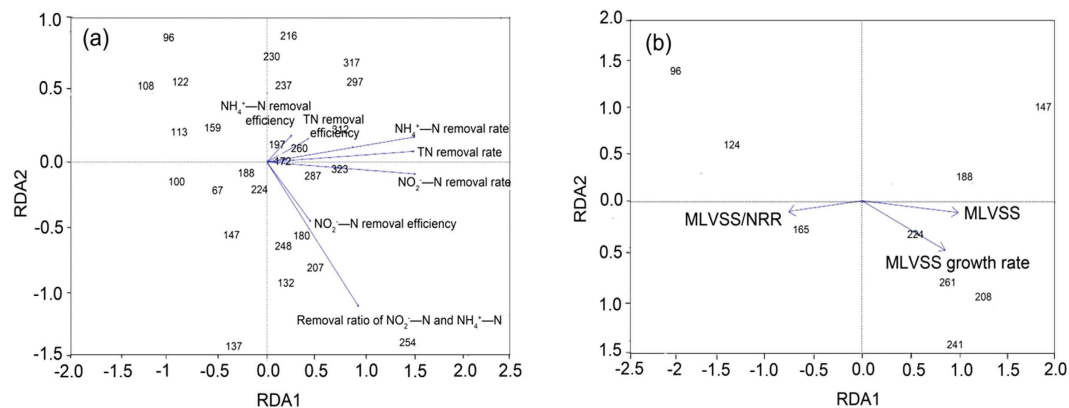 (a)
1.0
0.5
0.0
-0.5
-1.0
-1.5
RDA2
-2.0 -1.5 -1.0 -0.5 0.0 0.5 1.0 1.5 2.0 2.5
RDA1
96
216
230
317
108
122
237
297
NH₄⁺—N removal
efficiency
TN removal
efficiency
113
159
312
NH₄⁺—N removal rate
197
260
TN removal rate
172
323
100
188
287
NO₂⁻—N removal rate
67
224
NO₂⁻—N removal efficiency
147
180
248
207
132
Removal ratio of NO₂⁻—N and NH₄⁺—N
137
254
(b)
2.0
1.5
1.0
0.5
0.0
0.5
1.0
1.5
RDA2
-2.5 -2.0 -1.5 -1.0 -0.5 0.0 0.5 1.0 1.5 2.0
RDA1
96
147
124
188
MLVSS/NRR
MLVSS
165
224
MLVSS growth rate
261
208
241